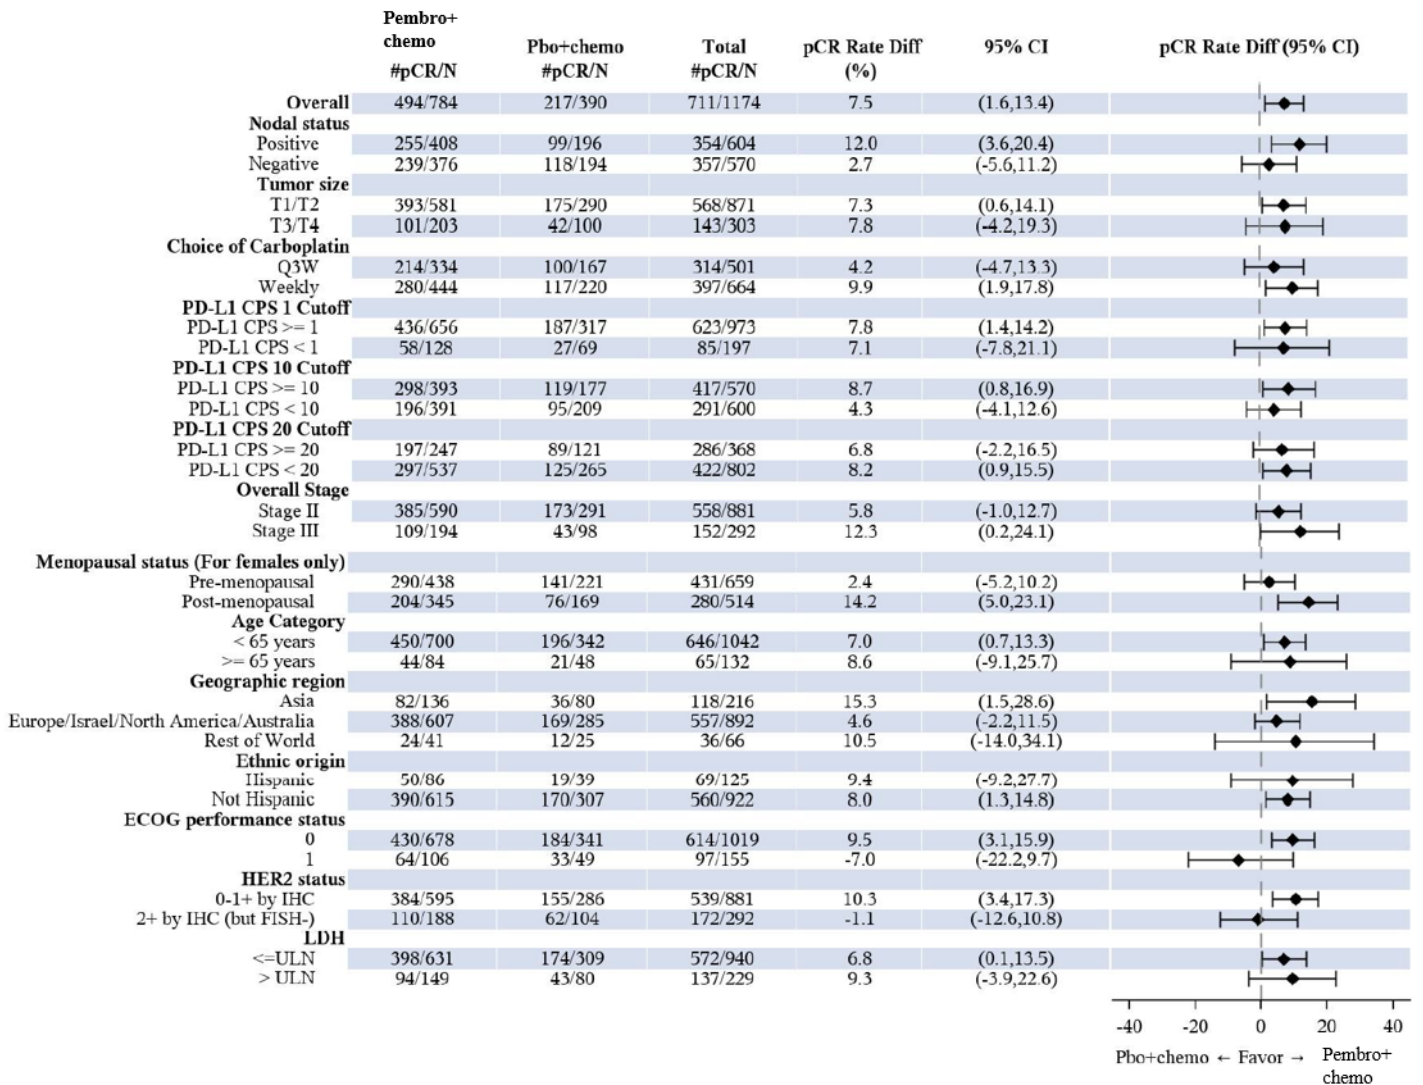 Pembro+
chemo Pbo+chemo Total pCR Rate Diff 95% CI pCR Rate Diff (95% CI)
#pCR/N #pCR/N #pCR/N (%)
Overall 494/784 217/390 711/1174 7.5 (1.6,13.4)
Nodal status
Positive 255/408 99/196 354/604 12.0 (3.6,20.4)
Negative 239/376 118/194 357/570 2.7 (-5.6,11.2)
Tumor size
T1/T2 393/581 175/290 568/871 7.3 (0.6,14.1)
T3/T4 101/203 42/100 143/303 7.8 (-4.2,19.3)
Choice of Carboplatin
Q3W 214/334 100/167 314/501 4.2 (-4.7,13.3)
Weekly 280/444 117/220 397/664 9.9 (1.9,17.8)
PD-L1 CPS 1 Cutoff
PD-L1 CPS >= 1 436/656 187/317 623/973 7.8 (1.4,14.2)
PD-L1 CPS < 1 58/128 27/69 85/197 7.1 (-7.8,21.1)
PD-L1 CPS 10 Cutoff
PD-L1 CPS >= 10 298/393 119/177 417/570 8.7 (0.8,16.9)
PD-L1 CPS < 10 196/391 95/209 291/600 4.3 (-4.1,12.6)
PD-L1 CPS 20 Cutoff
PD-L1 CPS >= 20 197/247 89/121 286/368 6.8 (-2.2,16.5)
PD-L1 CPS < 20 297/537 125/265 422/802 8.2 (0.9,15.5)
Overall Stage
Stage II 385/590 173/291 558/881 5.8 (-1.0,12.7)
Stage III 109/194 43/98 152/292 12.3 (0.2,24.1)
Menopausal status (For females only)
Pre-menopausal 290/438 141/221 431/659 2.4 (-5.2,10.2)
Post-menopausal 204/345 76/169 280/514 14.2 (5.0,23.1)
Age Category
< 65 years 450/700 196/342 646/1042 7.0 (0.7,13.3)
>= 65 years 44/84 21/48 65/132 8.6 (-9.1,25.7)
Geographic region
Asia 82/136 36/80 118/216 15.3 (1.5,28.6)
Europe/Israel/North America/Australia 388/607 169/285 557/892 4.6 (-2.2,11.5)
Rest of World 24/41 12/25 36/66 10.5 (-14.0,34.1)
Ethnic origin
Hispanic 50/86 19/39 69/125 9.4 (-9.2,27.7)
Not Hispanic 390/615 170/307 560/922 8.0 (1.3,14.8)
ECOG performance status
0 430/678 184/341 614/1019 9.5 (3.1,15.9)
1 64/106 33/49 97/155 -7.0 (-22.2,9.7)
HER2 status
0-1+ by IHC 384/595 155/286 539/881 10.3 (3.4,17.3)
2+ by IHC (but FISH-) 110/188 62/104 172/292 -1.1 (-12.6,10.8)
LDH
<=ULN 398/631 174/309 572/940 6.8 (0.1,13.5)
> ULN 94/149 43/80 137/229 9.3 (-3.9,22.6)
-40 -20 0 20 40
Pbo+chemo ← Favor → Pembro+
chemo